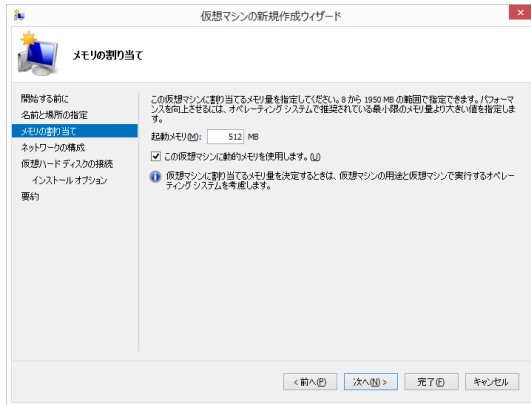 仮想マシンの新規作成ウィザード
メモリの割り当て
開始する前に
名前と場所の指定
メモリの割り当て
ネットワークの構成
仮想ハード ディスクの接続
インストール オプション
要約
この仮想マシンに割り当てるメモリ量を指定してください。8 から 1950 MB の範囲で指定できます。パフォーマ
ンスを向上させるには、オペレーティング システムで推奨されている最小限のメモリ量より大きい値を指定しま
す。
起動メモリ(M): 512 MB
この仮想マシンに動的メモリを使用します。(U)
仮想マシンに割り当てるメモリ量を決定するときは、仮想マシンの用途と仮想マシンで実行するオペレー
ティング システムを考慮します。
< 前へ(P) 次へ(N) > 完了(F) キャンセル